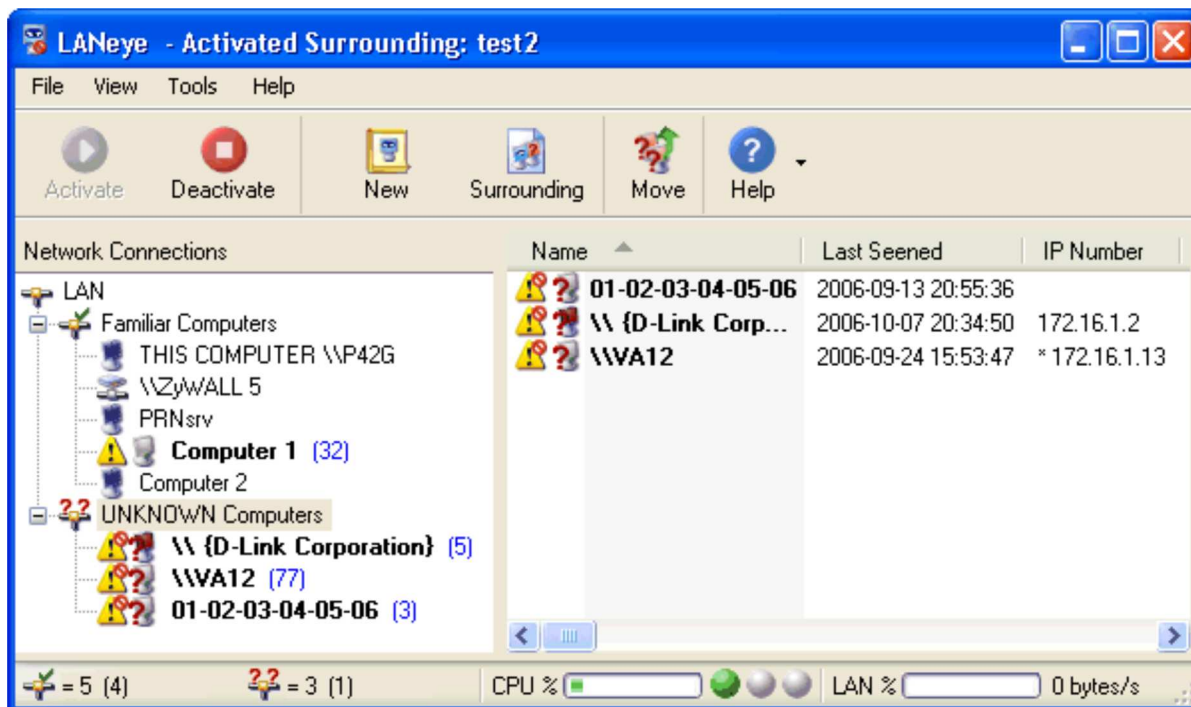 LANeye - Activated Surrounding: test2
File View Tools Help
Activate Deactivate New Surrounding Move Help
Network Connections
LAN
Familiar Computers
THIS COMPUTER \\P42G
\\ZyWALL 5
PRNsrv
Computer 1 (32)
Computer 2
UNKNOWN Computers
\\ {D-Link Corporation} (5)
\\VA12 (77)
01-02-03-04-05-06 (3)
Name Last Seened IP Number
01-02-03-04-05-06 2006-09-13 20:55:36
\\ {D-Link Corp... 2006-10-07 20:34:50 172.16.1.2
\\VA12 2006-09-24 15:53:47 * 172.16.1.13
= 5 (4) = 3 (1) CPU % LAN % 0 bytes/s